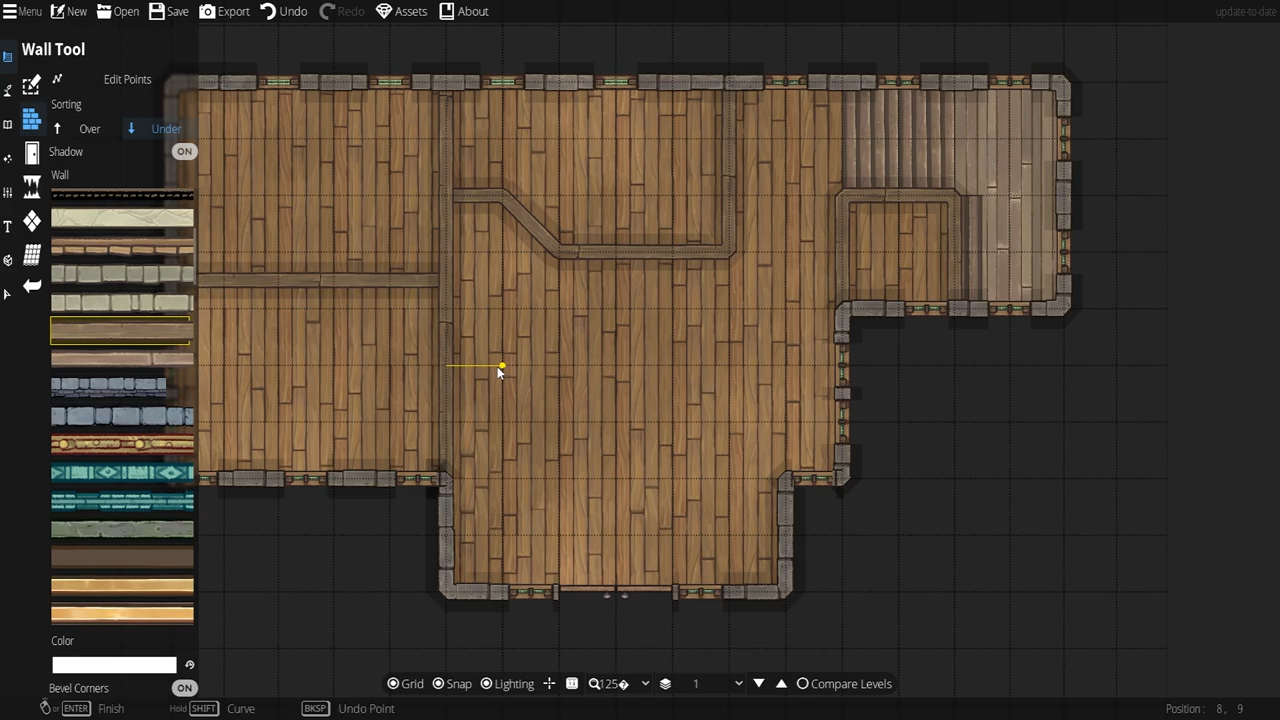 Menu New Open Save Export Undo Redo Assets About update-to-date
Wall Tool
Edit Points
Sorting
Over Under
Shadow ON
Wall
Color
Bevel Corners ON
Grid Snap Lighting 125� 1 Compare Levels
or ENTER Finish Hold SHIFT Curve BKSP Undo Point Position : 8, 9